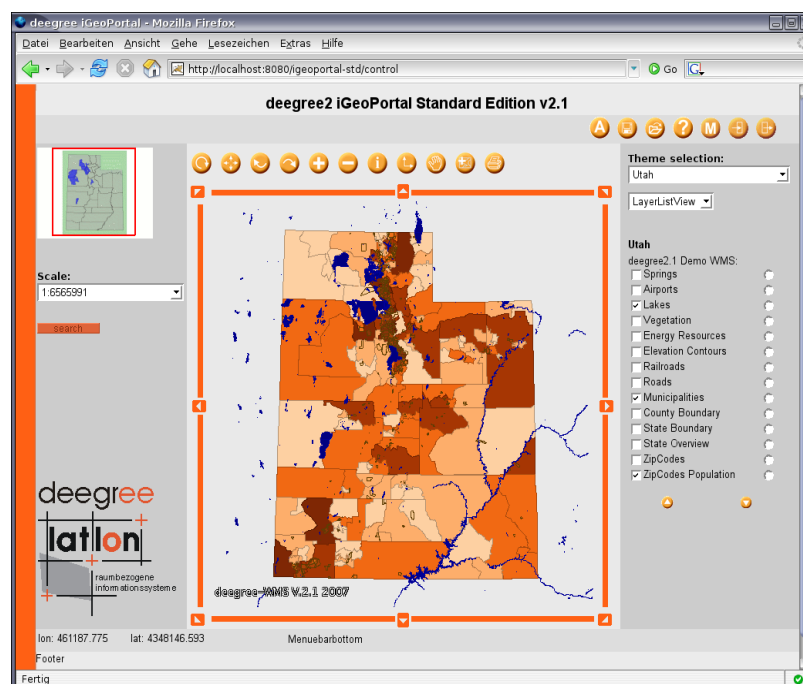 deegree iGeoPortal - Mozilla Firefox
Datei Bearbeiten Ansicht Gehe Lesezeichen Extras Hilfe
http://localhost:8080/igeoportal-std/control
Go
G
deegree2 iGeoPortal Standard Edition v2.1
A
?
M
i
Theme selection:
Utah
LayerListView
Utah
deegree2.1 Demo WMS:
Springs
Airports
Lakes
Vegetation
Energy Resources
Elevation Contours
Railroads
Roads
Municipalities
County Boundary
State Boundary
State Overview
ZipCodes
ZipCodes Population
Scale:
1:6565991
search
deegree
lat/lon
raumbezogene
informationssysteme
deegree-WMS V.2.1 2007
lon: 461187.775 lat: 4348146.593 Menuebarbottom
Footer
Fertig